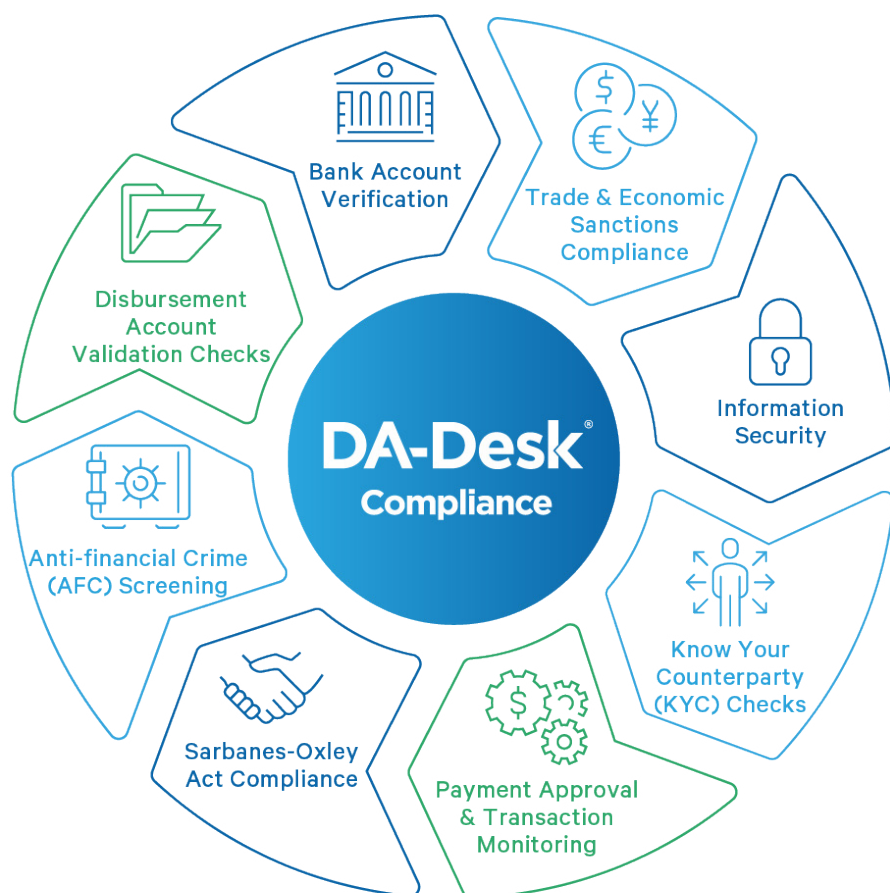 Bank Account
Verification
Trade & Economic
Sanctions
Compliance
Information
Security
Know Your
Counterparty
(KYC) Checks
Payment Approval
& Transaction
Monitoring
Sarbanes-Oxley
Act Compliance
Anti-financial Crime
(AFC) Screening
Disbursement
Account
Validation Checks
DA-Desk®
Compliance
$
¥
€
$